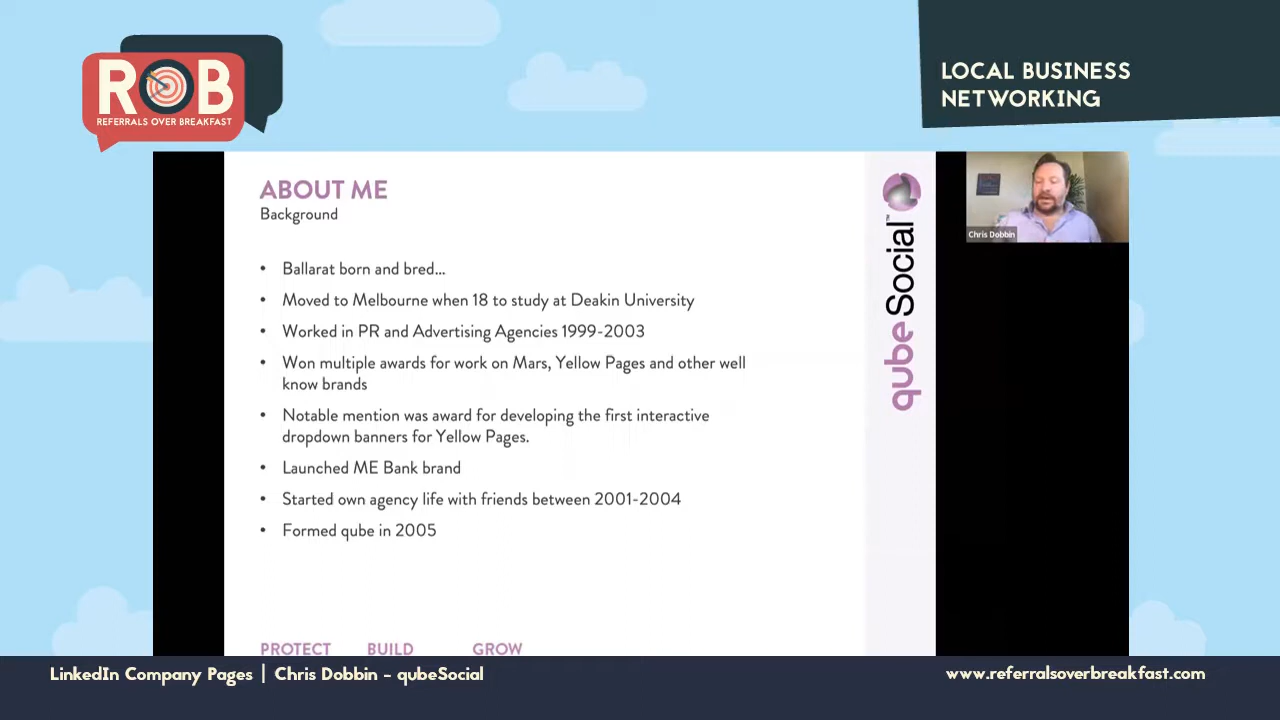 ROB
REFERRALS OVER BREAKFAST
LOCAL BUSINESS
NETWORKING
ABOUT ME
Background
• Ballarat born and bred...
• Moved to Melbourne when 18 to study at Deakin University
• Worked in PR and Advertising Agencies 1999-2003
• Won multiple awards for work on Mars, Yellow Pages and other well
know brands
• Notable mention was award for developing the first interactive
dropdown banners for Yellow Pages.
• Launched ME Bank brand
• Started own agency life with friends between 2001-2004
• Formed qube in 2005
PROTECT BUILD GROW
qubeSocial™
Chris Dobbin
LinkedIn Company Pages | Chris Dobbin - qubeSocial
www.referralsoverbreakfast.com